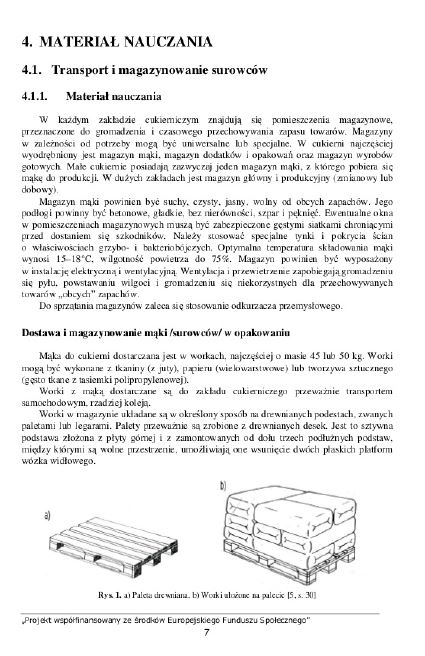 4. MATERIAŁ NAUCZANIA
4.1. Transport i magazynowanie surowców
4.1.1. Materiał nauczania
W każdym zakładzie cukierniczym znajdują się pomieszczenia magazynowe,
przeznaczone do gromadzenia i czasowego przechowywania zapasu towarów. Magazyny
w zależności od potrzeby mogą być uniwersalne lub specjalne. W cukierni najczęściej
wyodrębniony jest magazyn mąki, magazyn dodatków i opakowań oraz magazyn wyrobów
gotowych. Małe cukiernie posiadają zazwyczaj jeden magazyn mąki, z którego pobiera się
mąkę do produkcji. W dużych zakładach jest magazyn główny i produkcyjny (zmianowy lub
dobowy).
Magazyn mąki powinien być suchy, czysty, jasny, wolny od obcych zapachów. Jego
podłogi powinny być betonowe, gładkie, bez nierówności, szpar i pęknięć. Ewentualne okna
w pomieszczeniach magazynowych muszą być zabezpieczone gęstymi siatkami chroniącymi
przed dostaniem się szkodników. Należy stosować specjalne tynki i pokrycia ścian
o właściwościach grzybo- i bakteriobójczych. Optymalna temperatura składowania mąki
wynosi 15–18°C, wilgotność powietrza do 75%. Magazyn powinien być wyposażony
w instalację elektryczną i wentylacyjną. Wentylacja i przewietrzenie zapobiegają gromadzeniu
się pyłu, powstawaniu wilgoci i gromadzeniu się niekorzystnych dla przechowywanych
towarów „obcych” zapachów.
Do sprzątania magazynów zaleca się stosowanie odkurzacza przemysłowego.
Dostawa i magazynowanie mąki /surowców/ w opakowaniu
Mąka do cukierni dostarczana jest w workach, najczęściej o masie 45 lub 50 kg. Worki
mogą być wykonane z tkaniny (z juty), papieru (wielowarstwowe) lub tworzywa sztucznego
(gęsto tkane z tasiemki polipropylenowej).
Worki z mąką dostarczane są do zakładu cukierniczego przeważnie transportem
samochodowym, rzadziej koleją.
Worki w magazynie układane są w określony sposób na drewnianych podestach, zwanych
paletami lub legarami. Palety przeważnie są zrobione z drewnianych desek. Jest to sztywna
podstawa złożona z płyty górnej i z zamontowanych od dołu trzech podłużnych podstaw,
między którymi są wolne przestrzenie, umożliwiają one wsunięcie dwóch płaskich platform
wózka widłowego.
b)
a)
Rys. 1. a) Paleta drewniana, b) Worki ułożone na palecie [5, s. 30]
„Projekt współfinansowany ze środków Europejskiego Funduszu Społecznego”
7